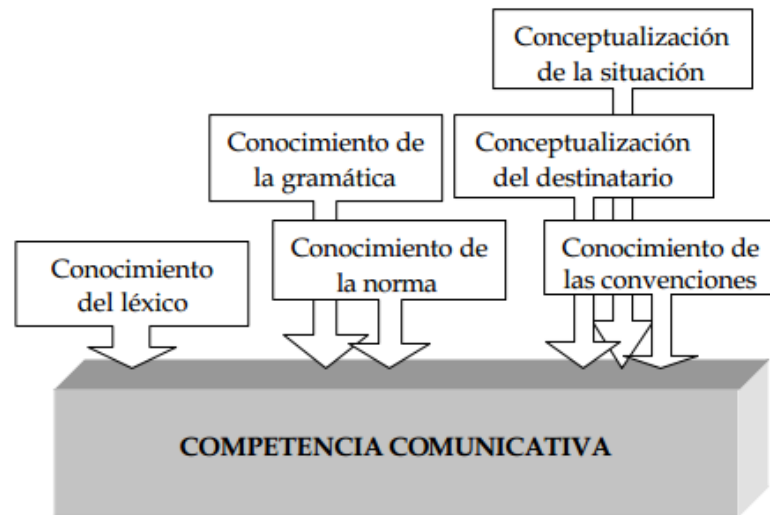 Conceptualización
de la situación
Conocimiento de
la gramática
Conceptualización
del destinatario
Conocimiento
del léxico
Conocimiento de
la norma
Conocimiento de
las convenciones
COMPETENCIA COMUNICATIVA